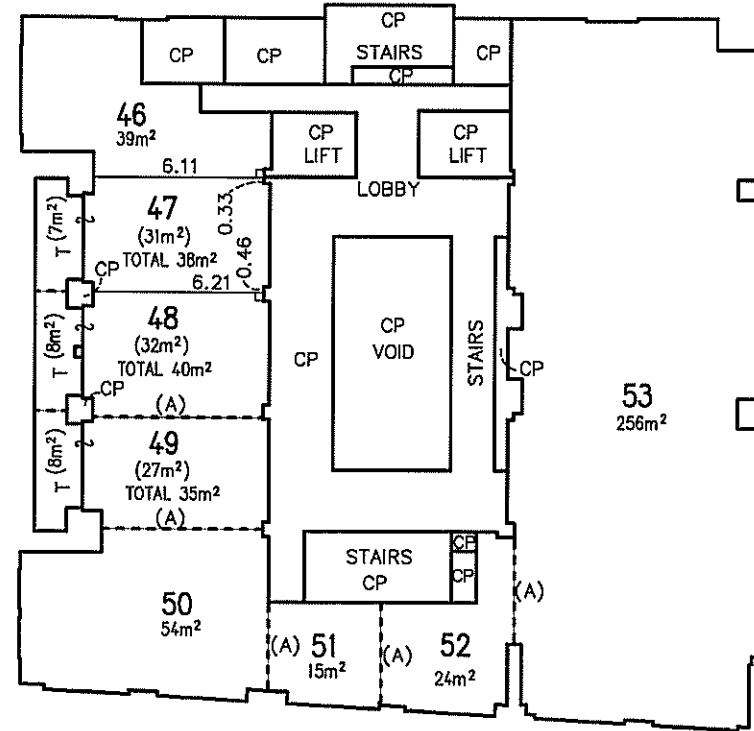 CP
CP
CP
STAIRS
CP
CP
46
39m²
CP
LIFT
CP
LIFT
6.11
LOBBY
0.33
47
(31m²)
TOTAL 38m²
T (7m²)
CP
0.46
6.21
48
(32m²)
TOTAL 40m²
T (8m²)
CP
CP
CP
VOID
STAIRS
CP
53
256m²
(A)
49
(27m²)
TOTAL 35m²
T (8m²)
(A)
STAIRS
CP
CP
CP
50
54m²
(A)
51
15m²
(A)
52
24m²
(A)